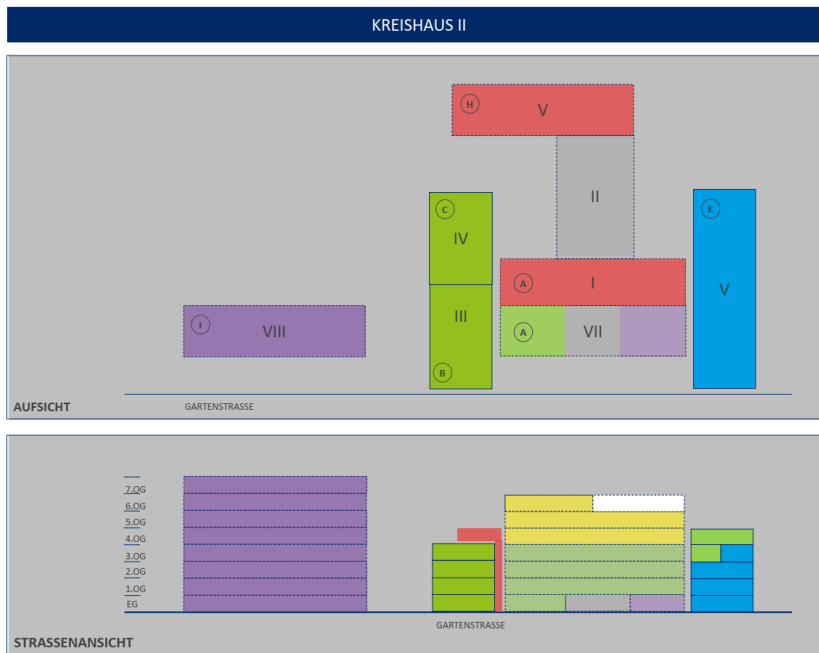 KREISHAUS II
H
V
II
C
E
IV
A
I
V
III
I
VIII
A
VII
B
AUFSICHT
GARTENSTRASSE
7.OG
6.OG
5.OG
4.OG
3.OG
2.OG
1.OG
EG
GARTENSTRASSE
STRASSENANSICHT